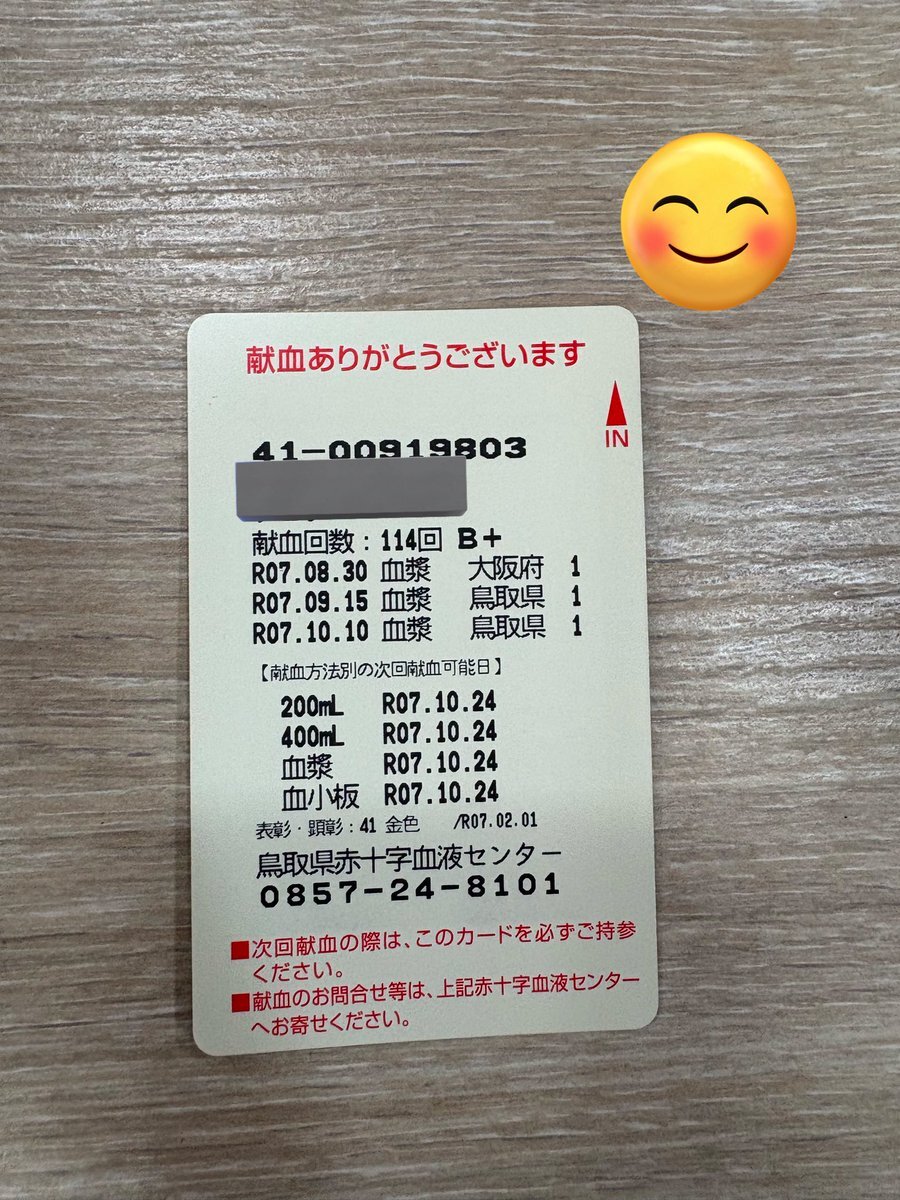 献血ありがとうございます
IN
41-00919803
献血回数：114回 B+
R07.08.30 血漿 大阪府 1
R07.09.15 血漿 鳥取県 1
R07.10.10 血漿 鳥取県 1
【献血方法別の次回献血可能日】
200mL R07.10.24
400mL R07.10.24
血漿 R07.10.24
血小板 R07.10.24
表彰・顕彰：41 金色 /R07.02.01
鳥取県赤十字血液センター
0857-24-8101
■次回献血の際は、このカードを必ずご持参
ください。
■献血のお問合せ等は、上記赤十字血液センター
へお寄せください。